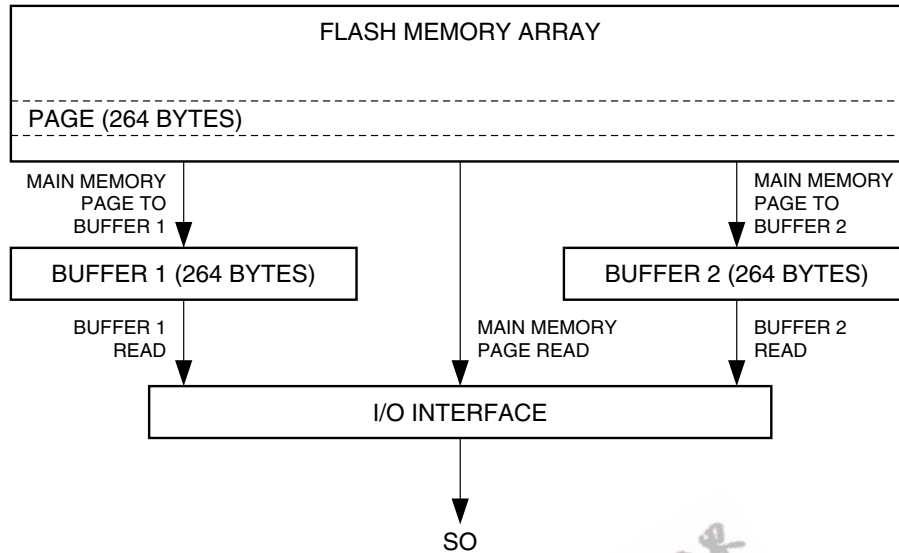 FLASH MEMORY ARRAY
PAGE (264 BYTES)
MAIN MEMORY
PAGE TO
BUFFER 1
MAIN MEMORY
PAGE TO
BUFFER 2
BUFFER 1 (264 BYTES)
BUFFER 2 (264 BYTES)
BUFFER 1
READ
MAIN MEMORY
PAGE READ
BUFFER 2
READ
I/O INTERFACE
SO